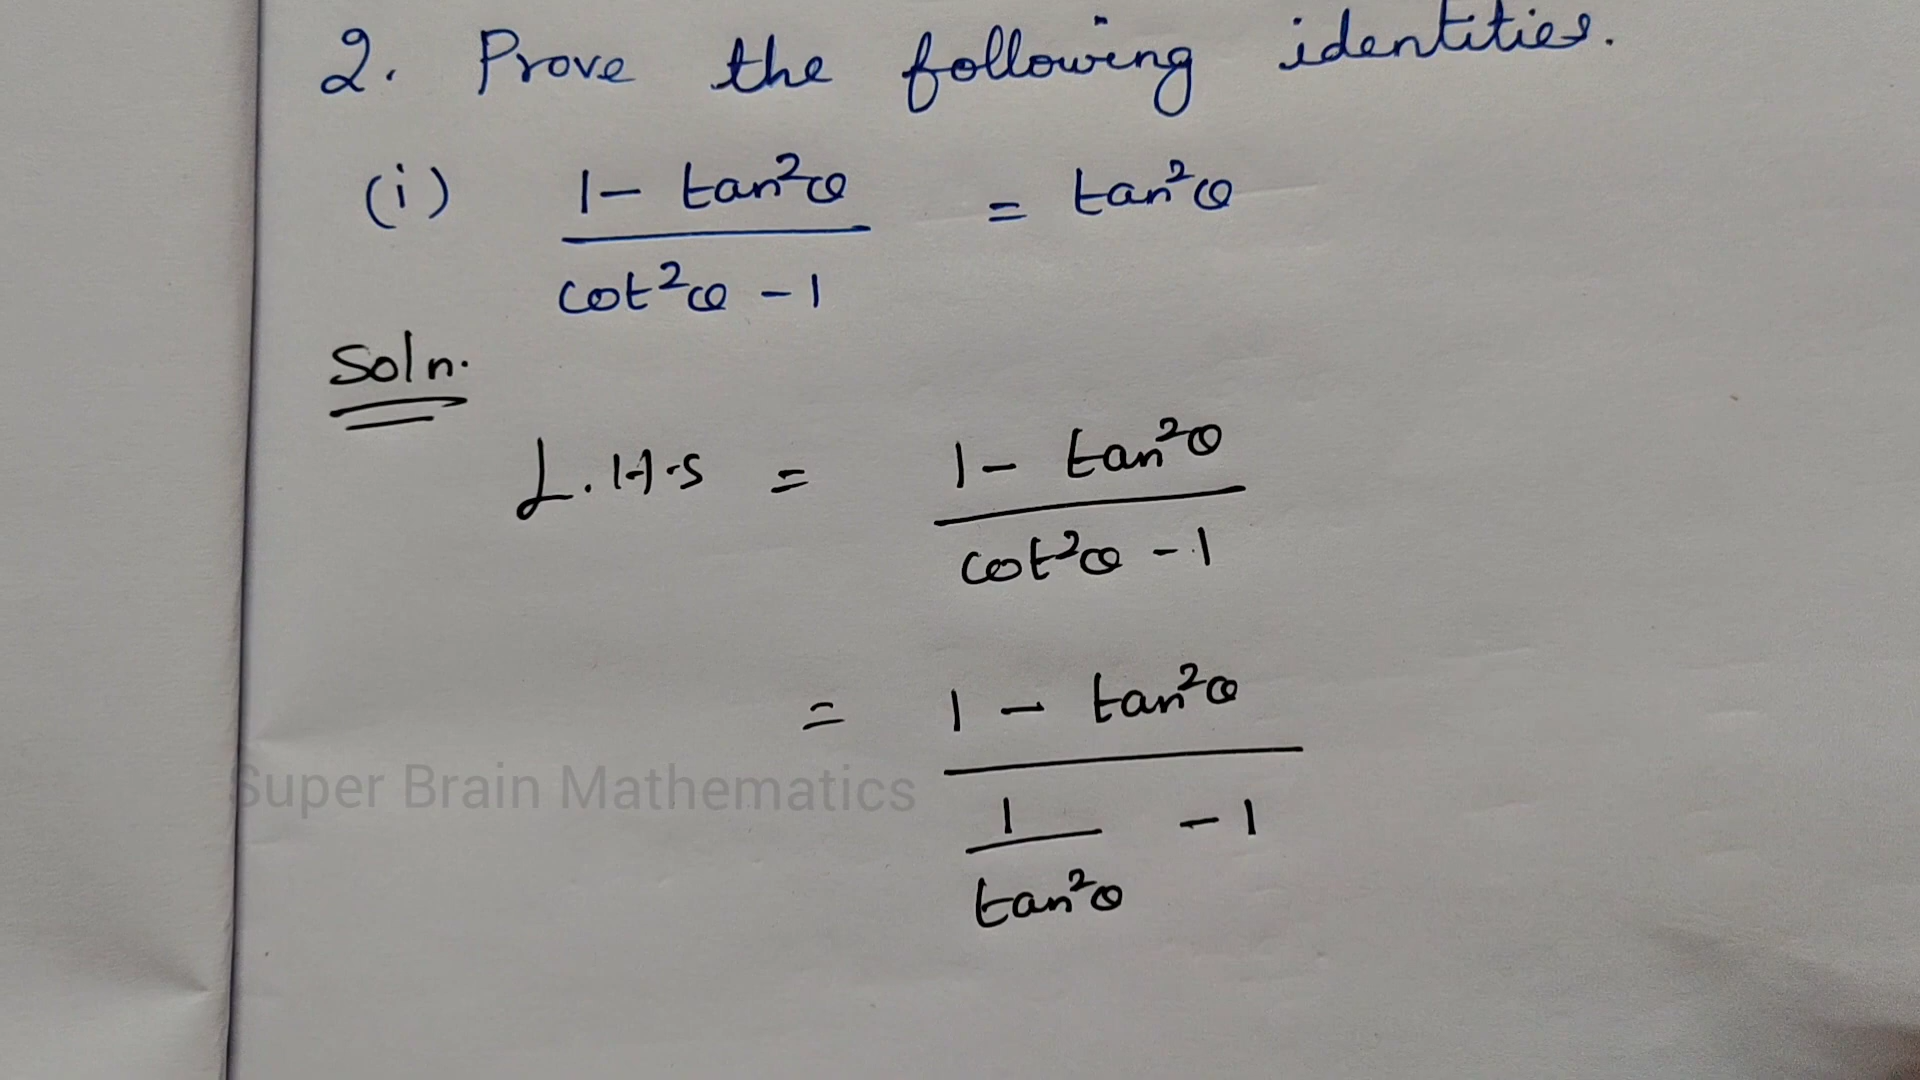 2. Prove the following identities.
(i) (1 - tan²θ)/(cot²θ - 1) = tan²θ
Soln.
L.H.S = (1 - tan²θ)/(cot²θ - 1)
= (1 - tan²θ)/(1/tan²θ - 1)
Super Brain Mathematics